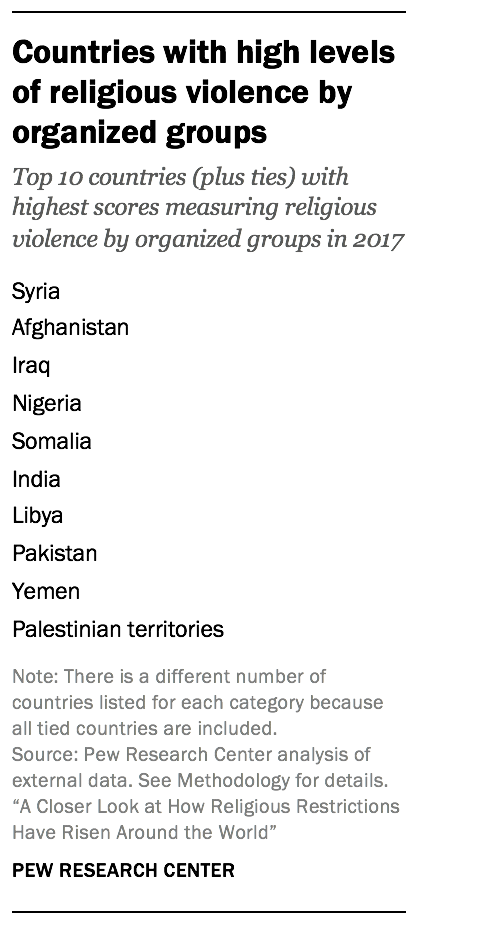 Countries with high levels
of religious violence by
organized groups
Top 10 countries (plus ties) with
highest scores measuring religious
violence by organized groups in 2017
Syria
Afghanistan
Iraq
Nigeria
Somalia
India
Libya
Pakistan
Yemen
Palestinian territories
Note: There is a different number of
countries listed for each category because
all tied countries are included.
Source: Pew Research Center analysis of
external data. See Methodology for details.
“A Closer Look at How Religious Restrictions
Have Risen Around the World”
PEW RESEARCH CENTER